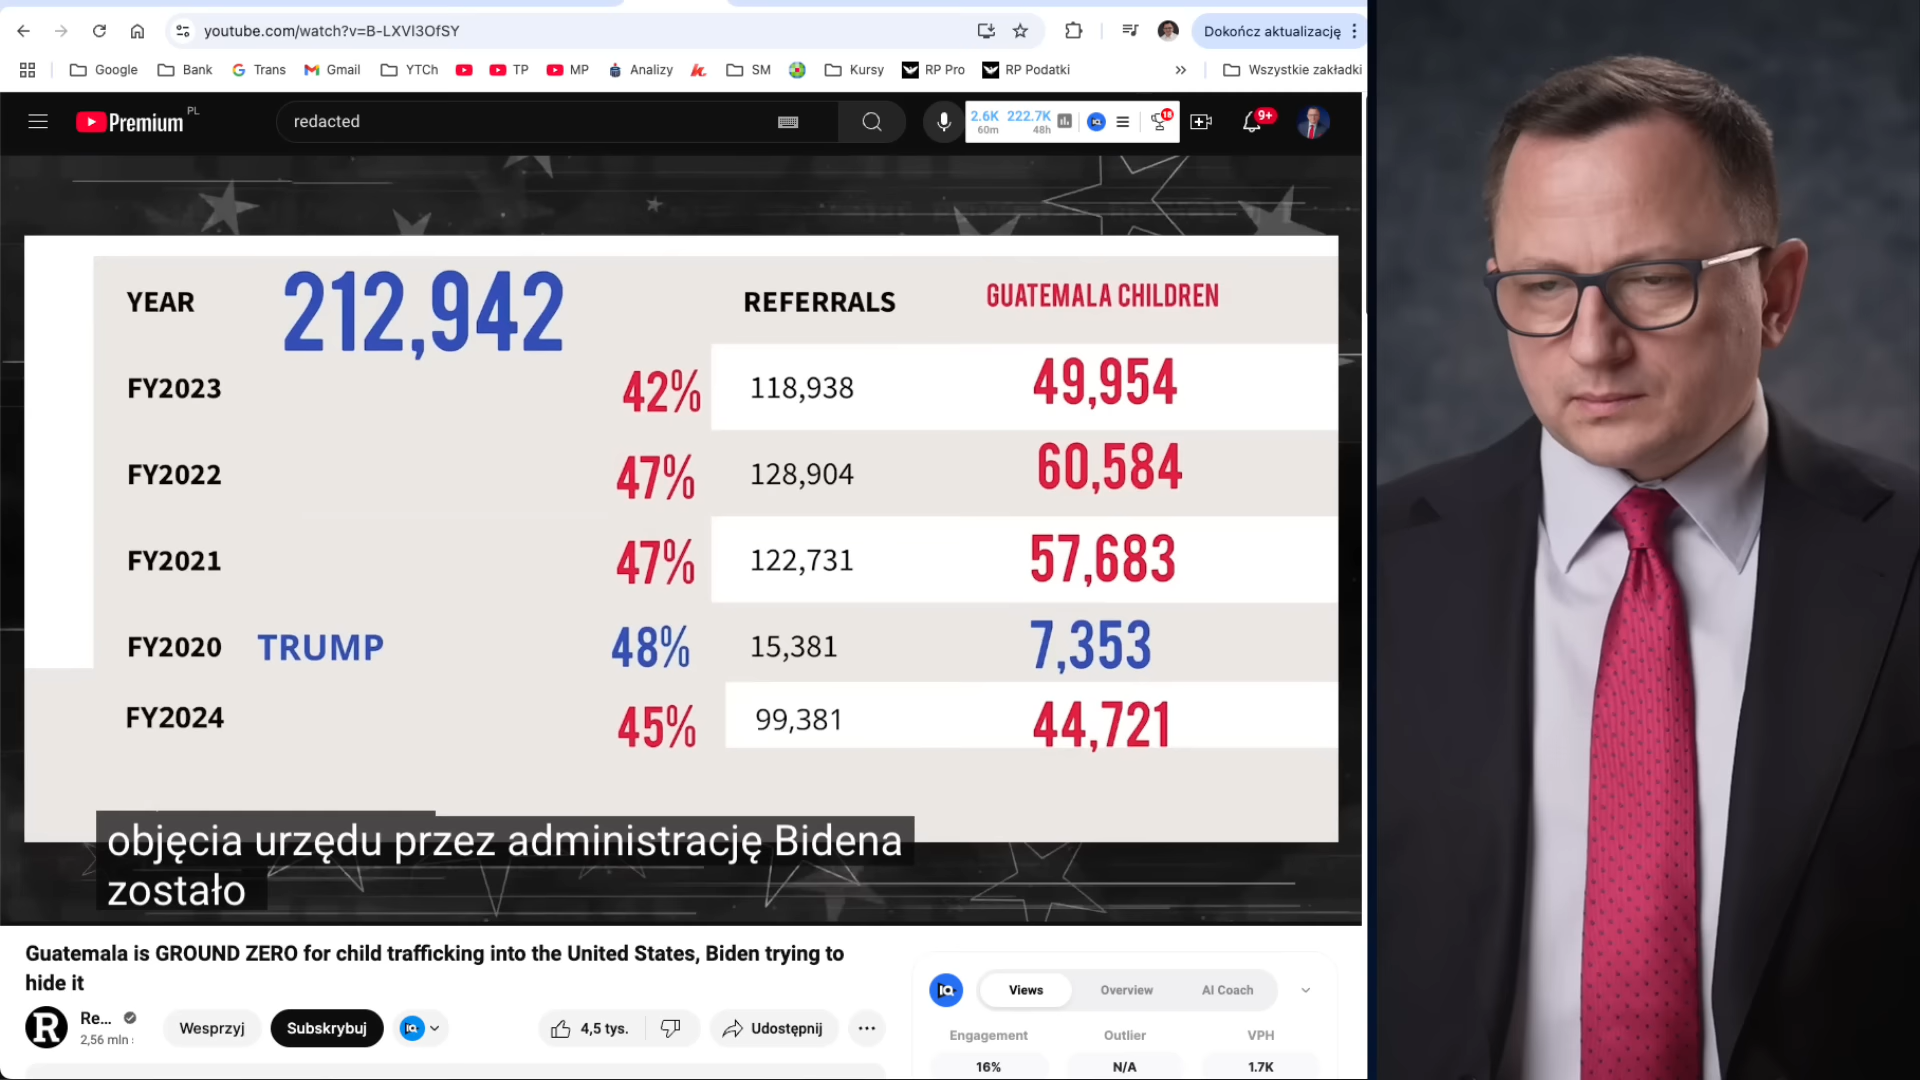 youtube.com/watch?v=B-LXVl3OfSY
Dokończ aktualizację
Google Bank Trans Gmail YTCh TP MP Analizy SM Kursy RP Pro RP Podatki » Wszystkie zakładki
Premium PL
redacted
2.6K 222.7K
60m 48h
18
9+
YEAR 212,942 REFERRALS GUATEMALA CHILDREN
FY2023 42% 118,938 49,954
FY2022 47% 128,904 60,584
FY2021 47% 122,731 57,683
FY2020 TRUMP 48% 15,381 7,353
FY2024 45% 99,381 44,721
objęcia urzędu przez administrację Bidena
zostało
Guatemala is GROUND ZERO for child trafficking into the United States, Biden trying to
hide it
R
Re...
2,56 mln
Wesprzyj
Subskrybuj
4,5 tys.
Udostępnij
Views Overview AI Coach
Engagement Outlier VPH
16% N/A 1.7K